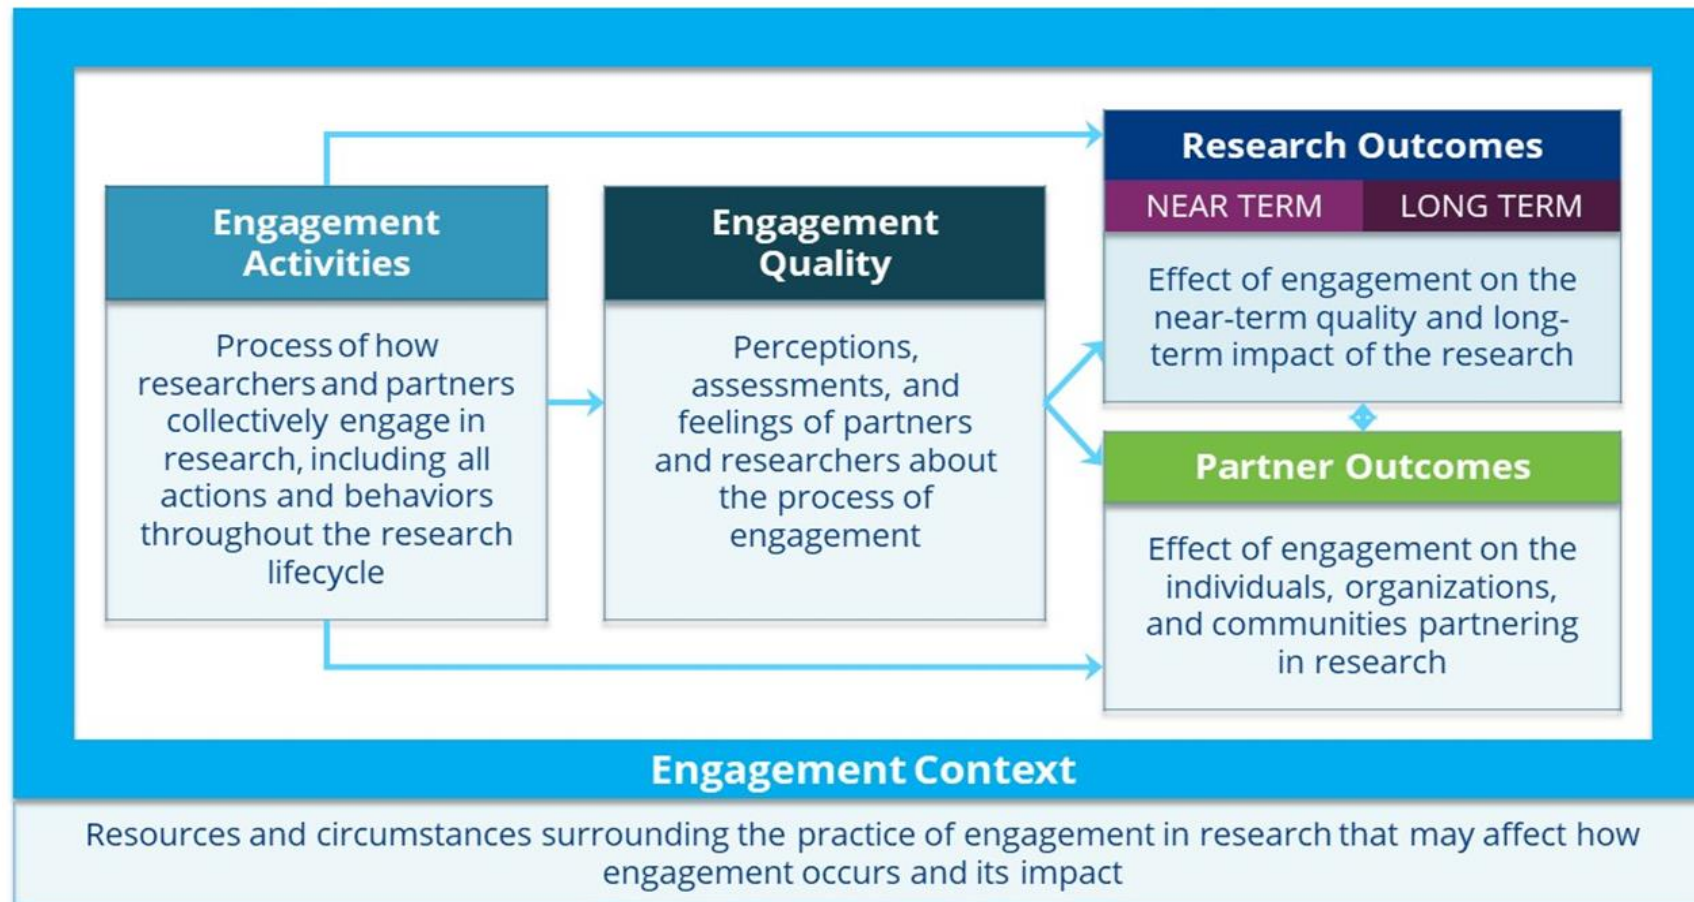 Engagement
Activities
Process of how
researchers and partners
collectively engage in
research, including all
actions and behaviors
throughout the research
lifecycle
Engagement
Quality
Perceptions,
assessments, and
feelings of partners
and researchers about
the process of
engagement
Research Outcomes
NEAR TERM LONG TERM
Effect of engagement on the
near-term quality and long-
term impact of the research
Partner Outcomes
Effect of engagement on the
individuals, organizations,
and communities partnering
in research
Engagement Context
Resources and circumstances surrounding the practice of engagement in research that may affect how
engagement occurs and its impact